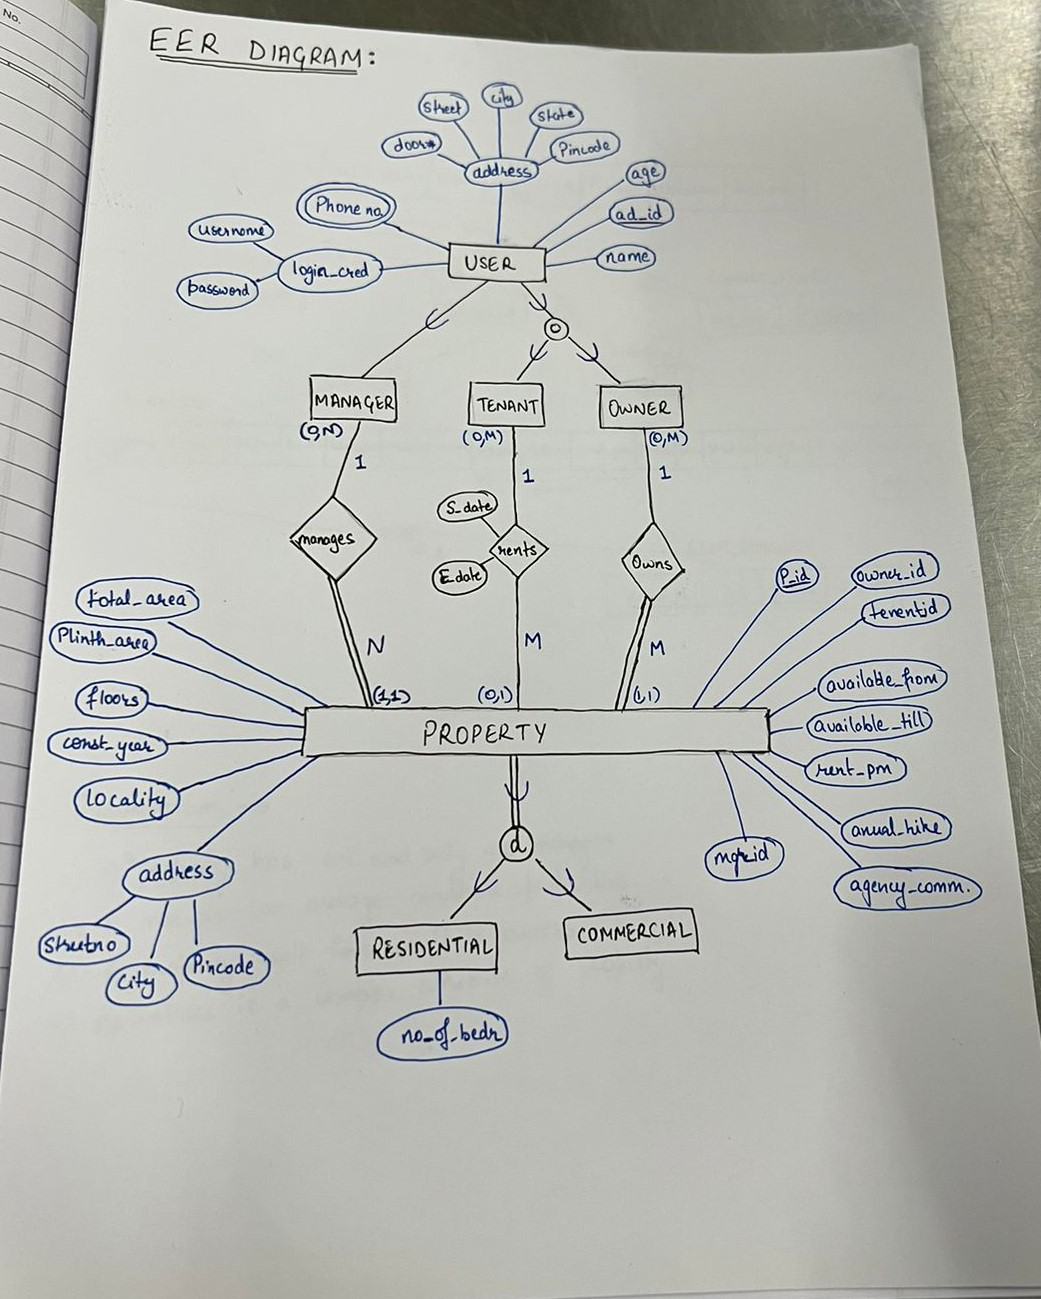 No.
EER DIAGRAM:
city
street
state
door#
Pincode
address
age
Phone no.
ad_id
username
name
login_cred
USER
password
o
MANAGER
TENANT
OWNER
(0,N)
(0,M)
(0,M)
1
1
1
S_date
manages
rents
E_date
Owns
P_id
owner_id
total_area
tenentid
Plinth_area
N
M
M
available_from
floors
(1,1)
(0,1)
(1,1)
available_till
const_year
PROPERTY
rent_pm
locality
anual_hike
d
mgr_id
address
agency_comm.
COMMERCIAL
Streetno
RESIDENTIAL
City
Pincode
no_of_bedr